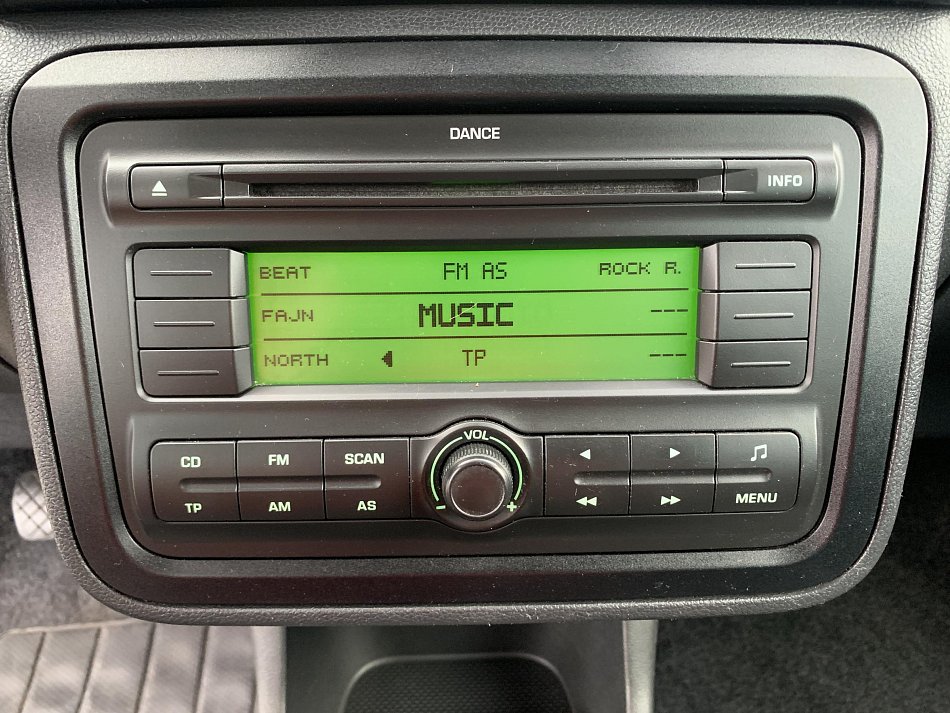 DANCE
INFO
BEAT FM AS ROCK R.
FAJN MUSIC ---
NORTH TP ---
CD FM SCAN VOL
TP AM AS - + MENU